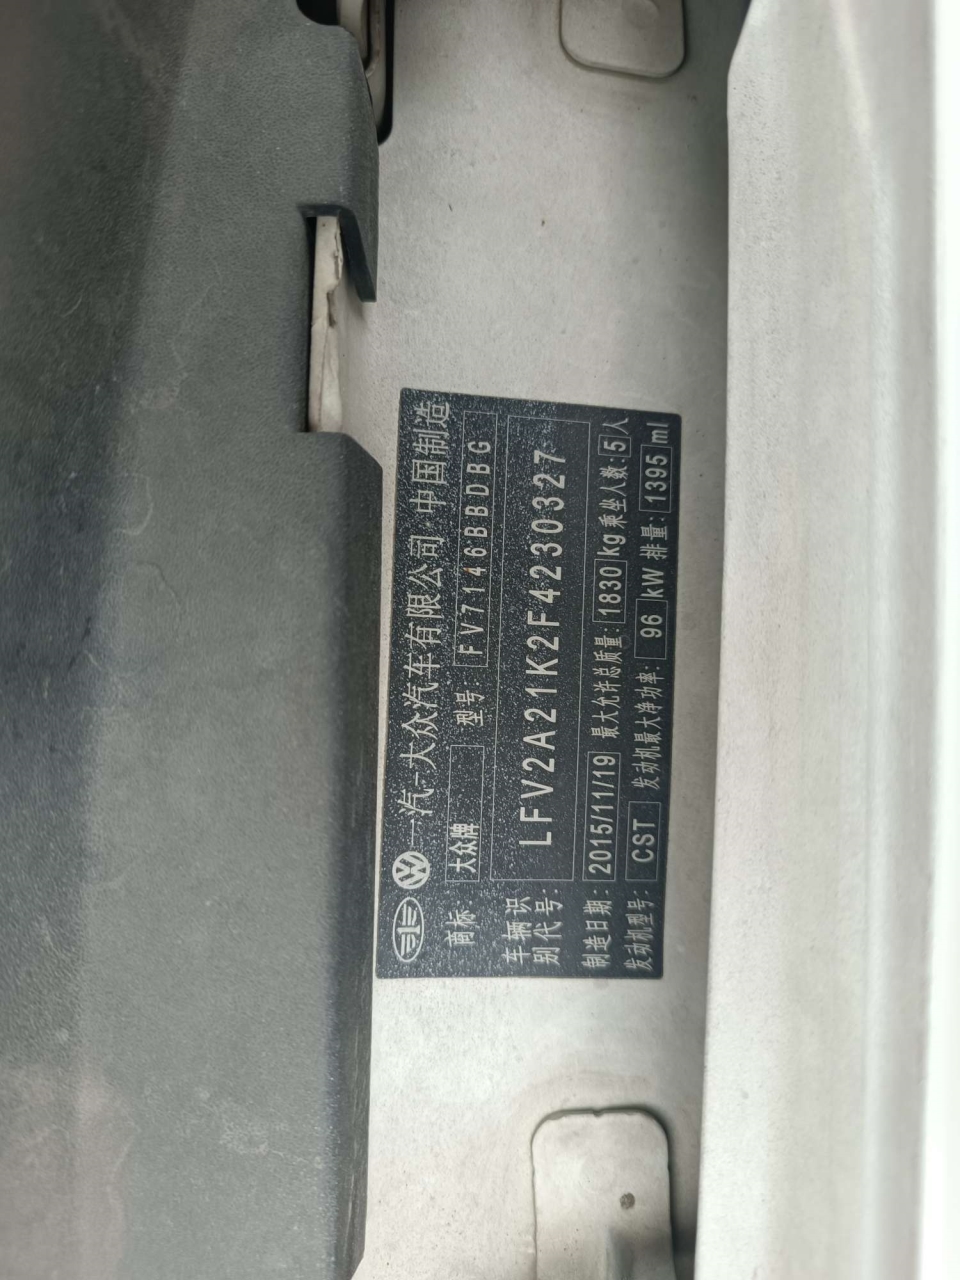 一汽-大众汽车有限公司 中国制造
商标: 大众牌 型号: FV7146BBDBG
车辆识别代号: LFV2A21K2F4230327
制造日期: 2015/11/19 最大允许总质量: 1830 kg 乘坐人数: 5 人
发动机型号: CST 发动机最大净功率: 96 kW 排量: 1395 ml